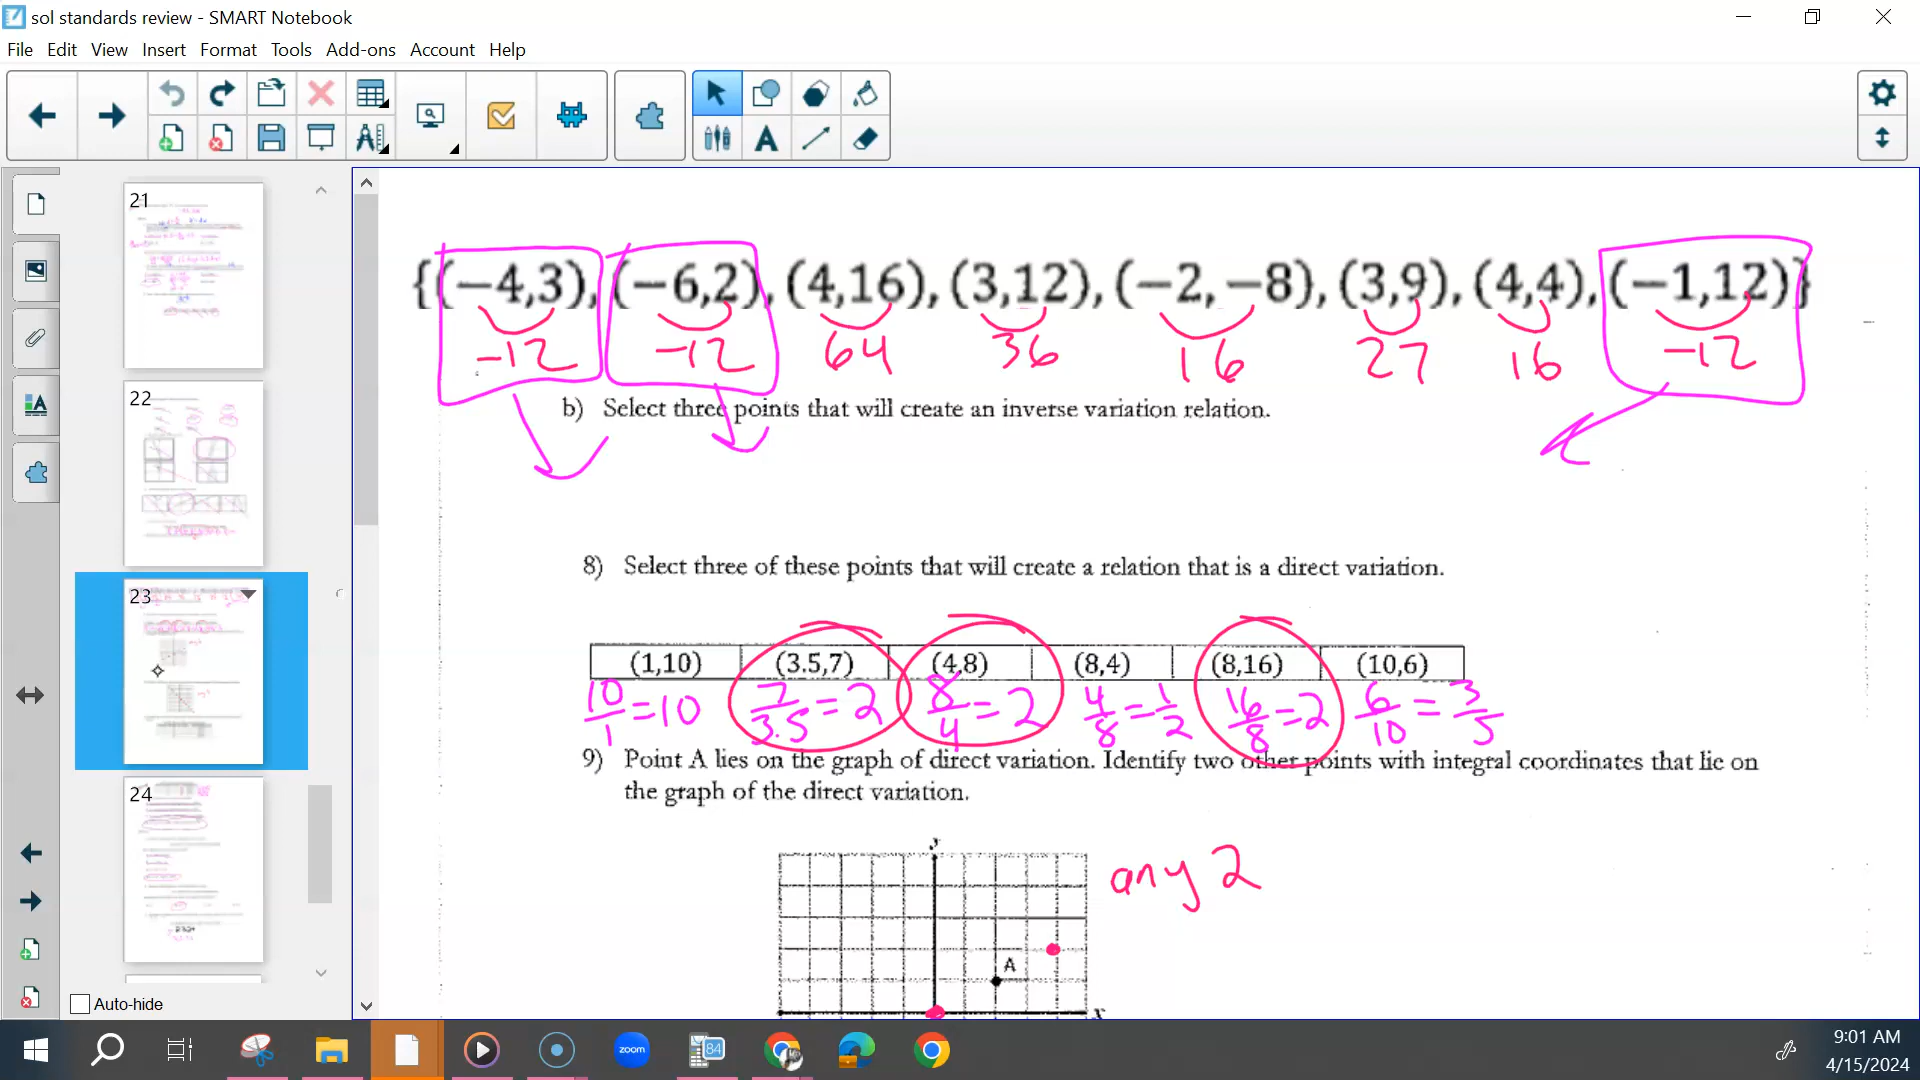 sol standards review - SMART Notebook
File Edit View Insert Format Tools Add-ons Account Help
21
22
23
24
Auto-hide
{(−4,3), (−6,2), (4,16), (3,12), (−2, −8), (3,9), (4,4), (−1,12)}
-12 -12 64 36 16 27 16 -12
b) Select three points that will create an inverse variation relation.
8) Select three of these points that will create a relation that is a direct variation.
(1,10) (3.5,7) (4,8) (8,4) (8,16) (10,6)
10/1 = 10 7/3.5 = 2 8/4 = 2 4/8 = 1/2 16/8 = 2 6/10 = 3/5
9) Point A lies on the graph of direct variation. Identify two other points with integral coordinates that lie on
the graph of the direct variation.
y
any 2
A
x
zoom
84
9:01 AM
4/15/2024